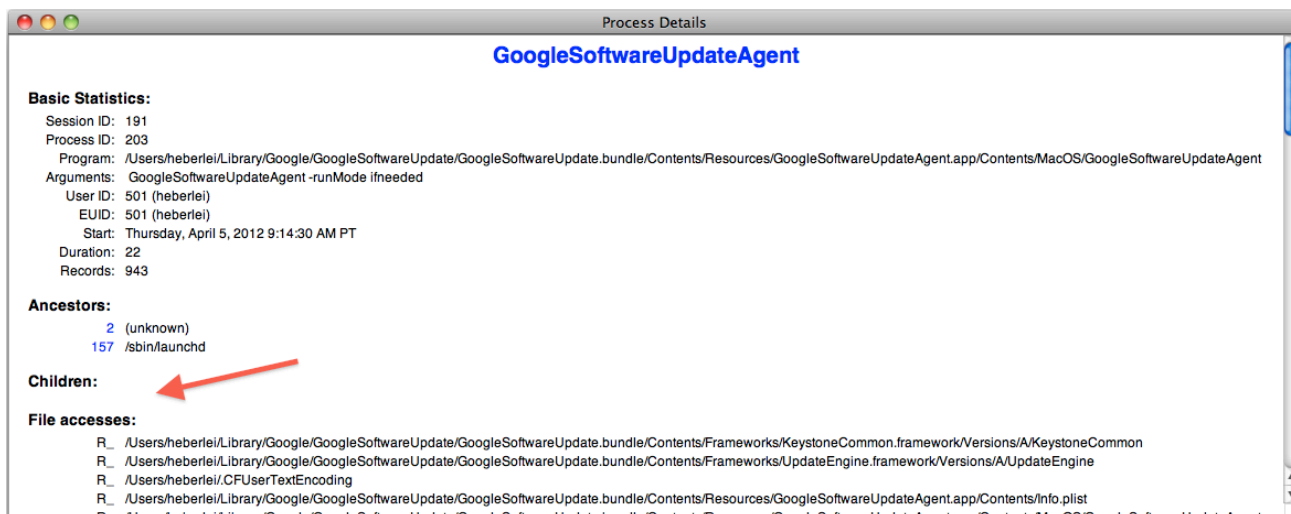 Process Details
GoogleSoftwareUpdateAgent
Basic Statistics:
Session ID: 191
Process ID: 203
Program: /Users/heberlei/Library/Google/GoogleSoftwareUpdate/GoogleSoftwareUpdate.bundle/Contents/Resources/GoogleSoftwareUpdateAgent.app/Contents/MacOS/GoogleSoftwareUpdateAgent
Arguments: GoogleSoftwareUpdateAgent -runMode ifneeded
User ID: 501 (heberlei)
EUID: 501 (heberlei)
Start: Thursday, April 5, 2012 9:14:30 AM PT
Duration: 22
Records: 943
Ancestors:
2 (unknown)
157 /sbin/launchd
Children:
File accesses:
R_ /Users/heberlei/Library/Google/GoogleSoftwareUpdate/GoogleSoftwareUpdate.bundle/Contents/Frameworks/KeystoneCommon.framework/Versions/A/KeystoneCommon
R_ /Users/heberlei/Library/Google/GoogleSoftwareUpdate/GoogleSoftwareUpdate.bundle/Contents/Frameworks/UpdateEngine.framework/Versions/A/UpdateEngine
R_ /Users/heberlei/.CFUserTextEncoding
R_ /Users/heberlei/Library/Google/GoogleSoftwareUpdate/GoogleSoftwareUpdate.bundle/Contents/Resources/GoogleSoftwareUpdateAgent.app/Contents/Info.plist